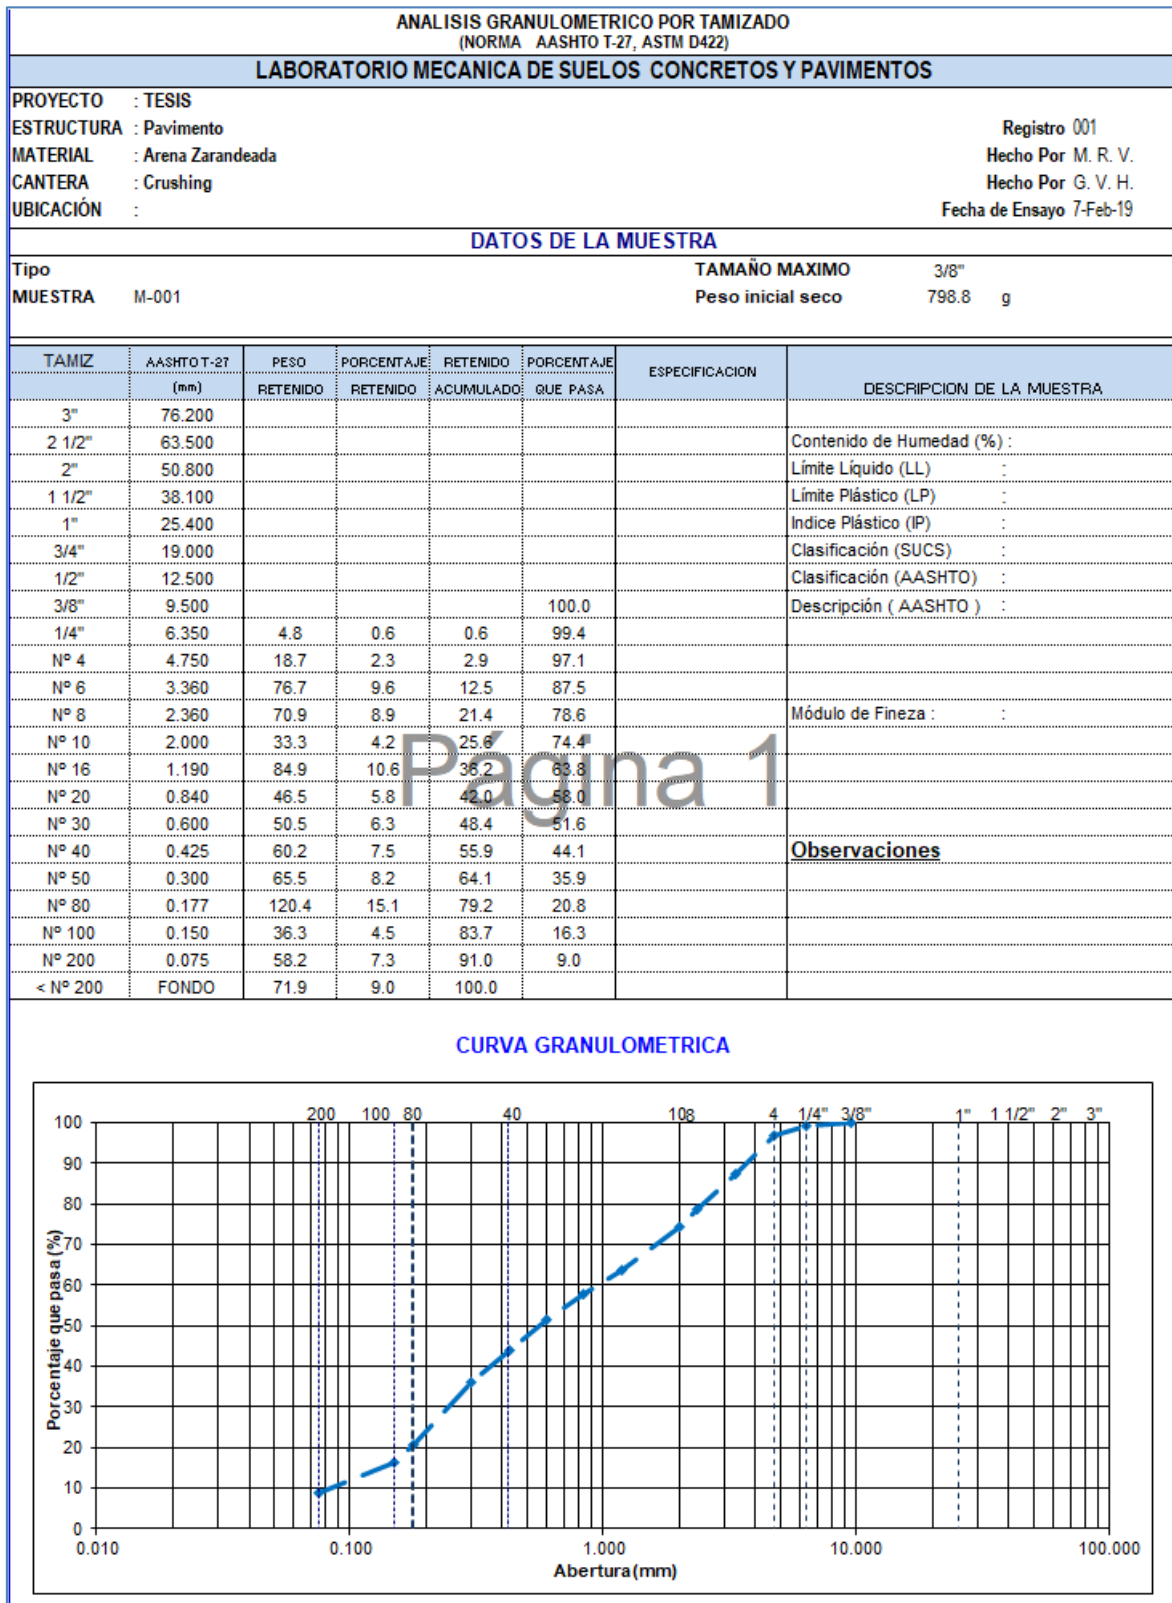 ANALISIS GRANULOMETRICO POR TAMIZADO
(NORMA AASHTO T-27, ASTM D422)
LABORATORIO MECANICA DE SUELOS CONCRETOS Y PAVIMENTOS
PROYECTO : TESIS
ESTRUCTURA : Pavimento Registro 001
MATERIAL : Arena Zarandeada Hecho Por M. R. V.
CANTERA : Crushing Hecho Por G. V. H.
UBICACIÓN : Fecha de Ensayo 7-Feb-19
DATOS DE LA MUESTRA
Tipo TAMAÑO MAXIMO 3/8"
MUESTRA M-001 Peso inicial seco 798.8 g
TAMIZ AASHTO T-27 PESO PORCENTAJE RETENIDO PORCENTAJE ESPECIFICACION
(mm) RETENIDO RETENIDO ACUMULADO QUE PASA DESCRIPCION DE LA MUESTRA
3" 76.200
2 1/2" 63.500 Contenido de Humedad (%) :
2" 50.800 Límite Líquido (LL) :
1 1/2" 38.100 Límite Plástico (LP) :
1" 25.400 Indice Plástico (IP) :
3/4" 19.000 Clasificación (SUCS) :
1/2" 12.500 Clasificación (AASHTO) :
3/8" 9.500 100.0 Descripción ( AASHTO ) :
1/4" 6.350 4.8 0.6 0.6 99.4
Nº 4 4.750 18.7 2.3 2.9 97.1
Nº 6 3.360 76.7 9.6 12.5 87.5
Nº 8 2.360 70.9 8.9 21.4 78.6 Módulo de Fineza : :
Nº 10 2.000 33.3 4.2 25.6 74.4
Página 1
Nº 16 1.190 84.9 10.6 36.2 63.8
Nº 20 0.840 46.5 5.8 42.0 58.0
Nº 30 0.600 50.5 6.3 48.4 51.6
Nº 40 0.425 60.2 7.5 55.9 44.1 Observaciones
Nº 50 0.300 65.5 8.2 64.1 35.9
Nº 80 0.177 120.4 15.1 79.2 20.8
Nº 100 0.150 36.3 4.5 83.7 16.3
Nº 200 0.075 58.2 7.3 91.0 9.0
< Nº 200 FONDO 71.9 9.0 100.0
CURVA GRANULOMETRICA
200 100 80 40 10 8 4 1/4" 3/8" 1" 1 1/2" 2" 3"
100
90
80
70
60
50
40
30
20
10
0
Porcentaje que pasa (%)
0.010 0.100 1.000 10.000 100.000
Abertura (mm)